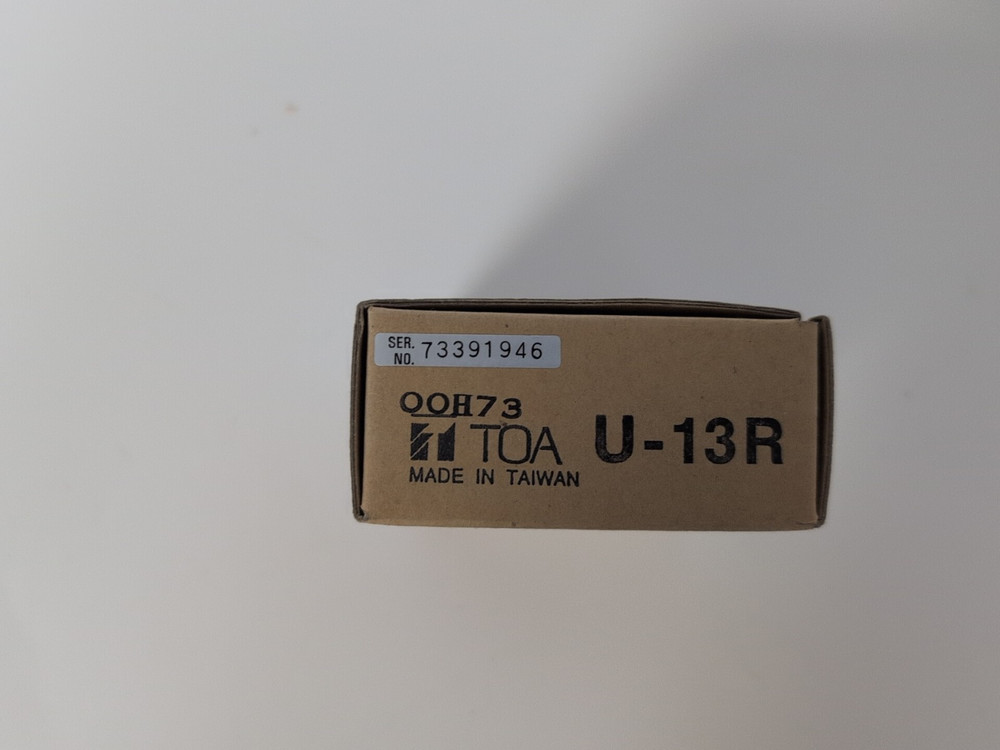 SER. NO. 73391946
OOH73
TOA U-13R
MADE IN TAIWAN